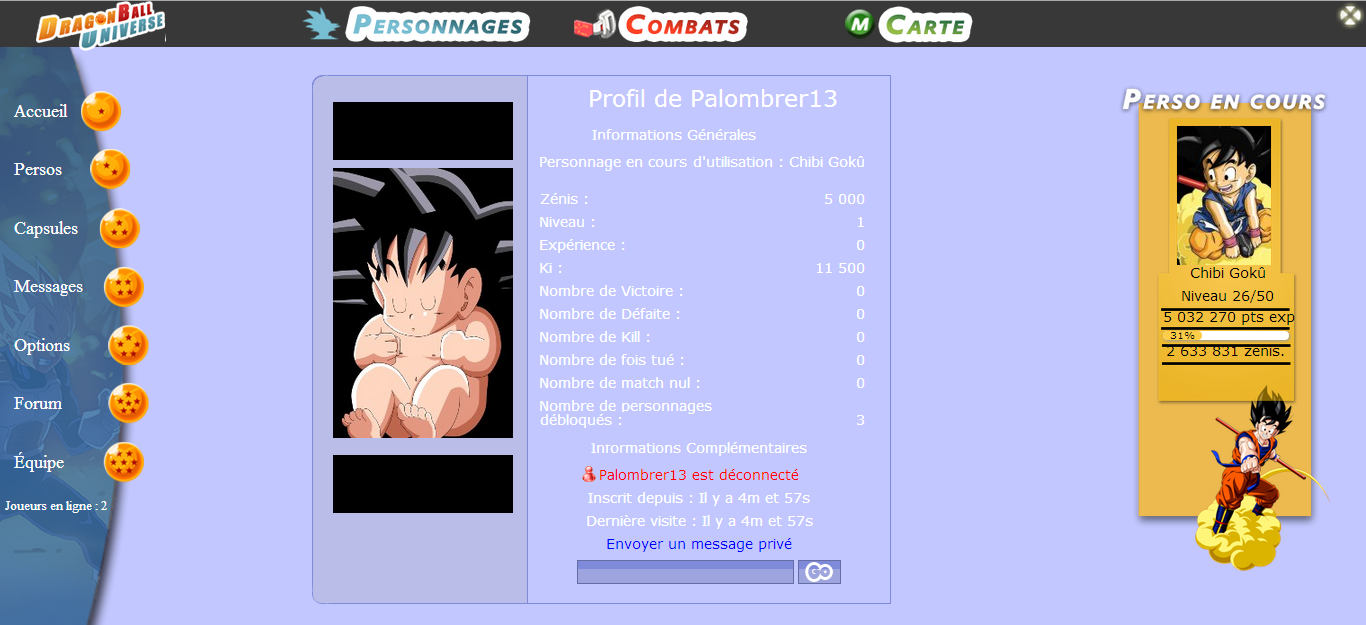 DRAGON BALL UNIVERSE
PERSONNAGES
COMBATS
M CARTE
Accueil
Persos
Capsules
Messages
Options
Forum
Équipe
Joueurs en ligne : 2
Profil de Palombrer13
Informations Générales
Personnage en cours d'utilisation : Chibi Gokû
Zénis : 5 000
Niveau : 1
Expérience : 0
Ki : 11 500
Nombre de Victoire : 0
Nombre de Défaite : 0
Nombre de Kill : 0
Nombre de fois tué : 0
Nombre de match nul : 0
Nombre de personnages
débloqués : 3
Informations Complémentaires
Palombrer13 est déconnecté
Inscrit depuis : Il y a 4m et 57s
Dernière visite : Il y a 4m et 57s
Envoyer un message privé
GO
PERSO EN COURS
Chibi Gokû
Niveau 26/50
5 032 270 pts exp
31%
2 633 831 zénis.